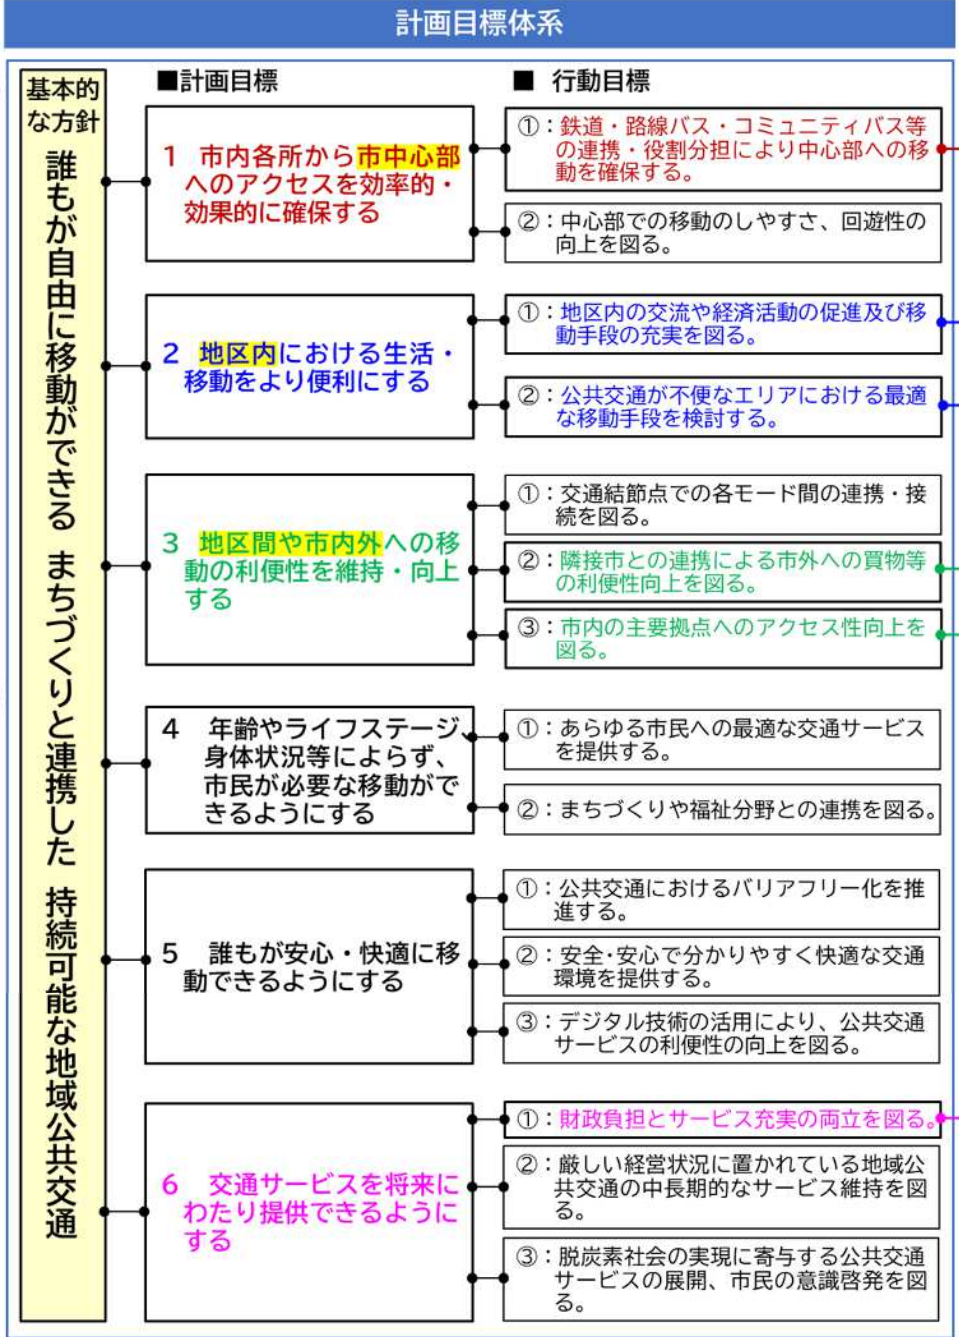 計画目標体系
基本的
な方針
誰もが自由に移動ができる まちづくりと連携した 持続可能な地域公共交通
■計画目標
■ 行動目標
1 市内各所から市中心部
へのアクセスを効率的・
効果的に確保する
①：鉄道・路線バス・コミュニティバス等
の連携・役割分担により中心部への移
動を確保する。
②：中心部での移動のしやすさ、回遊性の
向上を図る。
2 地区内における生活・
移動をより便利にする
①：地区内の交流や経済活動の促進及び移
動手段の充実を図る。
②：公共交通が不便なエリアにおける最適
な移動手段を検討する。
3 地区間や市内外への移
動の利便性を維持・向上
する
①：交通結節点での各モード間の連携・接
続を図る。
②：隣接市との連携による市外への買物等
の利便性向上を図る。
③：市内の主要拠点へのアクセス性向上を
図る。
4 年齢やライフステージ、
身体状況等によらず、
市民が必要な移動がで
きるようにする
①：あらゆる市民への最適な交通サービス
を提供する。
②：まちづくりや福祉分野との連携を図る。
5 誰もが安心・快適に移
動できるようにする
①：公共交通におけるバリアフリー化を推
進する。
②：安全･安心で分かりやすく快適な交通
環境を提供する。
③：デジタル技術の活用により、公共交通
サービスの利便性の向上を図る。
6 交通サービスを将来に
わたり提供できるように
する
①：財政負担とサービス充実の両立を図る。
②：厳しい経営状況に置かれている地域公
共交通の中長期的なサービス維持を図
る。
③：脱炭素社会の実現に寄与する公共交通
サービスの展開、市民の意識啓発を図
る。